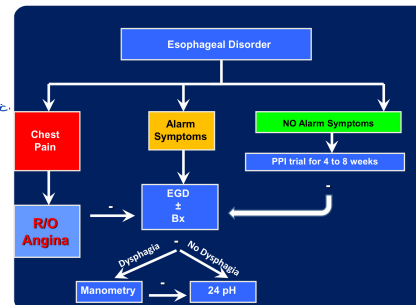 Esophageal Disorder
Chest
Pain
Alarm
Symptoms
NO Alarm Symptoms
PPI trial for 4 to 8 weeks
-
R/O
Angina
-
EGD
±
Bx
-
Dysphagia
No Dysphagia
Manometry
-
24 pH